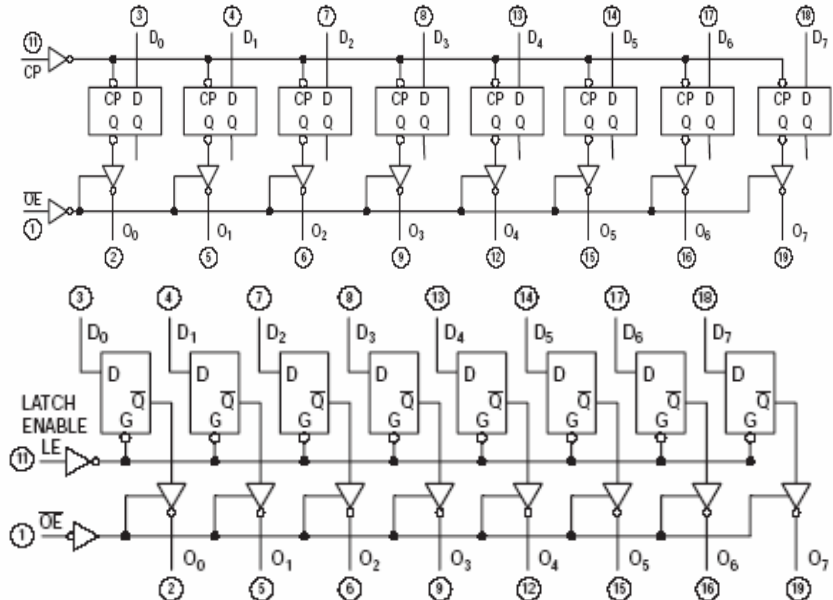 3 4 7 8 13 14 17 18
11 D0 D1 D2 D3 D4 D5 D6 D7
CP
CP D CP D CP D CP D CP D CP D CP D CP D
Q Q Q Q Q Q Q Q Q Q Q Q Q Q Q Q
OE
1 O0 O1 O2 O3 O4 O5 O6 O7
2 5 6 9 12 15 16 19
3 4 7 8 13 14 17 18
D0 D1 D2 D3 D4 D5 D6 D7
D D D D D D D D
Q Q Q Q Q Q Q Q
LATCH
ENABLE G G G G G G G G
LE
11
OE
1
O0 O1 O2 O3 O4 O5 O6 O7
2 5 6 9 12 15 16 19